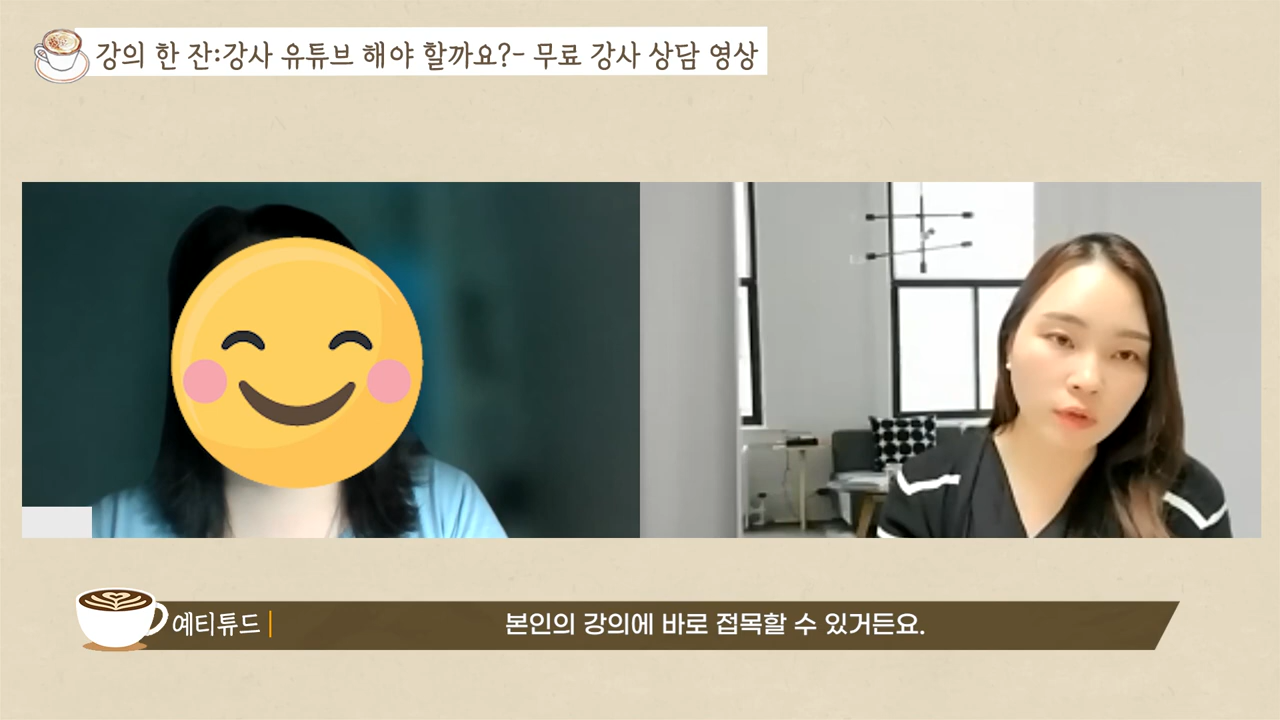 강의 한 잔:강사 유튜브 해야 할까요?- 무료 강사 상담 영상
예티튜드
본인의 강의에 바로 접목할 수 있거든요.